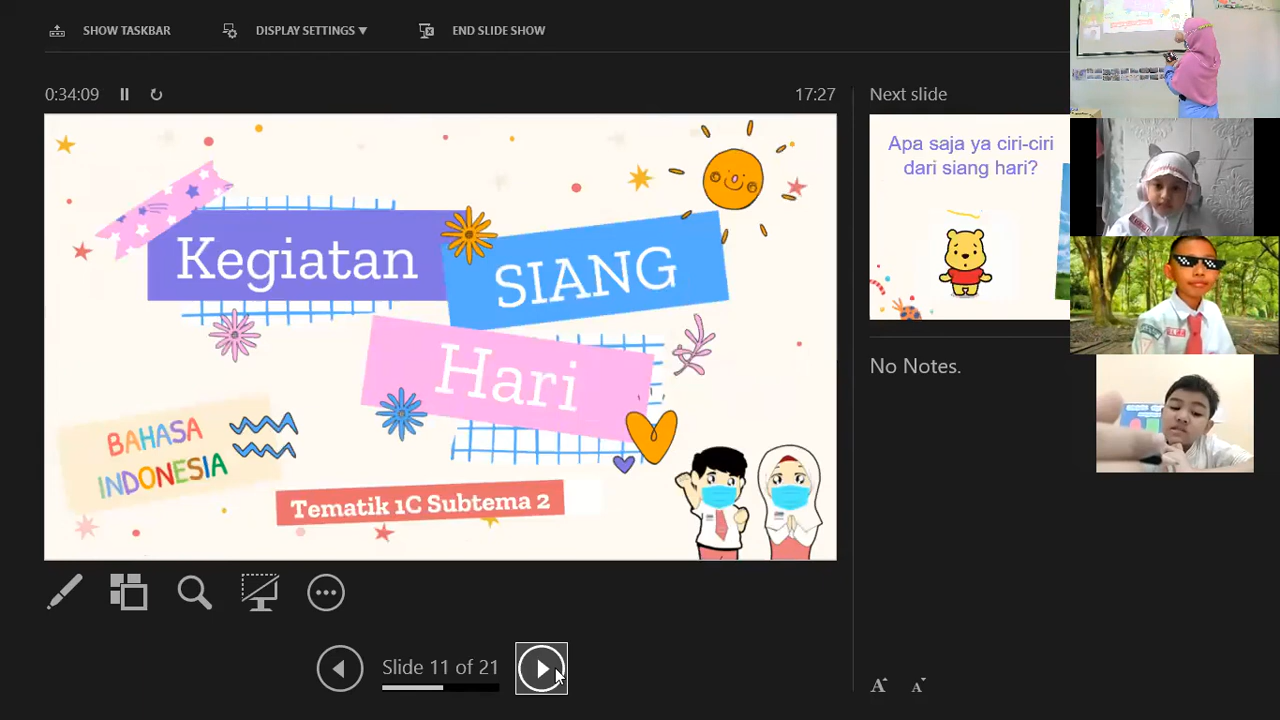 SHOW TASKBAR
DISPLAY SETTINGS
END SLIDE SHOW
0:34:09
17:27
Next slide
Kegiatan
SIANG
Hari
BAHASA
INDONESIA
Tematik 1C Subtema 2
Apa saja ya ciri-ciri
dari siang hari?
No Notes.
Slide 11 of 21
A
A